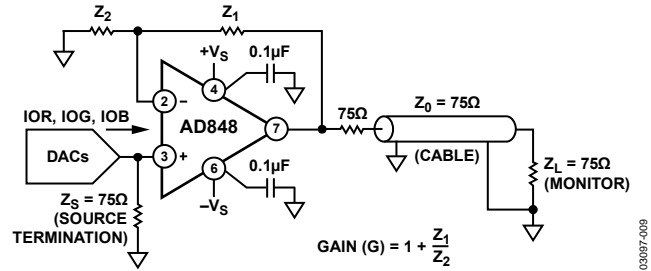 Z2
Z1
+VS
0.1µF
4
2
–
IOR, IOG, IOB
AD848
7
75Ω
Z0 = 75Ω
DACs
3
+
6
0.1µF
(CABLE)
ZL = 75Ω
(MONITOR)
ZS = 75Ω
(SOURCE
TERMINATION)
–VS
GAIN (G) = 1 + Z1/Z2
03097-009